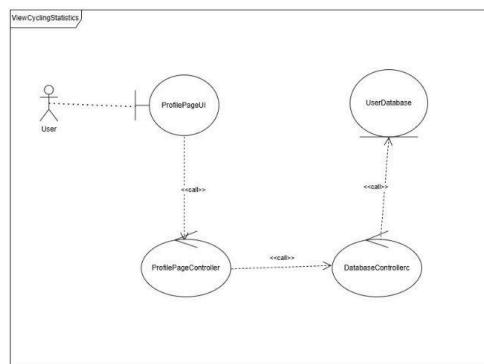 ViewCyclingStatistics
User
ProfilePageUI
UserDatabase
<<call>>
<<call>>
<<call>>
ProfilePageController
DatabaseControllerc